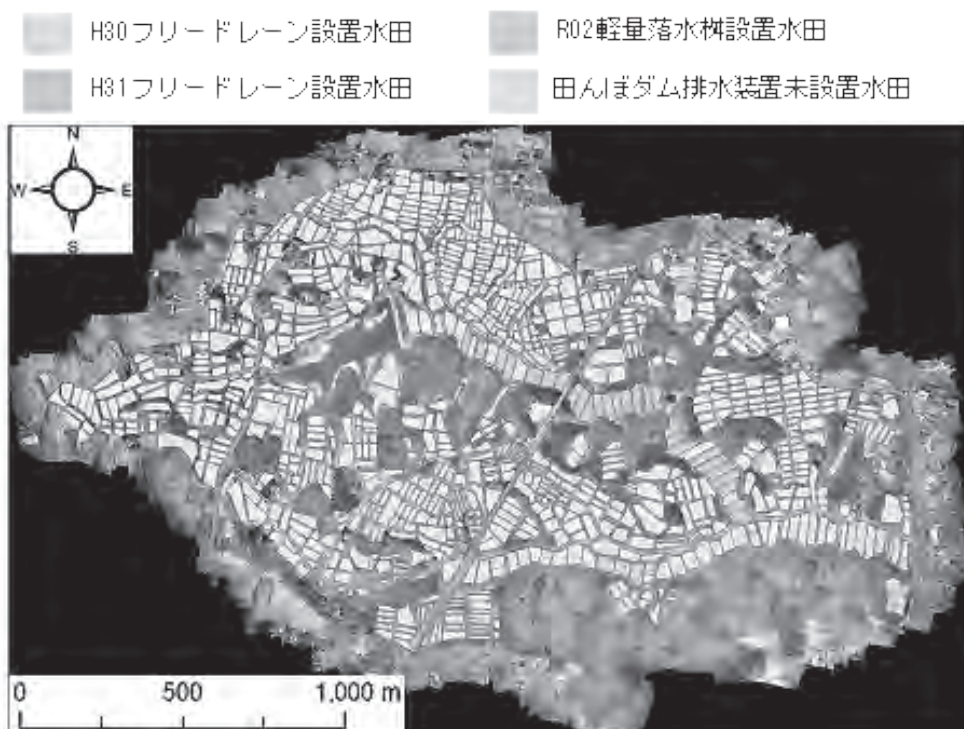 H30フリードレーン設置水田
R02軽量落水桝設置水田
H31フリードレーン設置水田
田んぼダム排水装置未設置水田
N
W
E
S
0 500 1,000 m